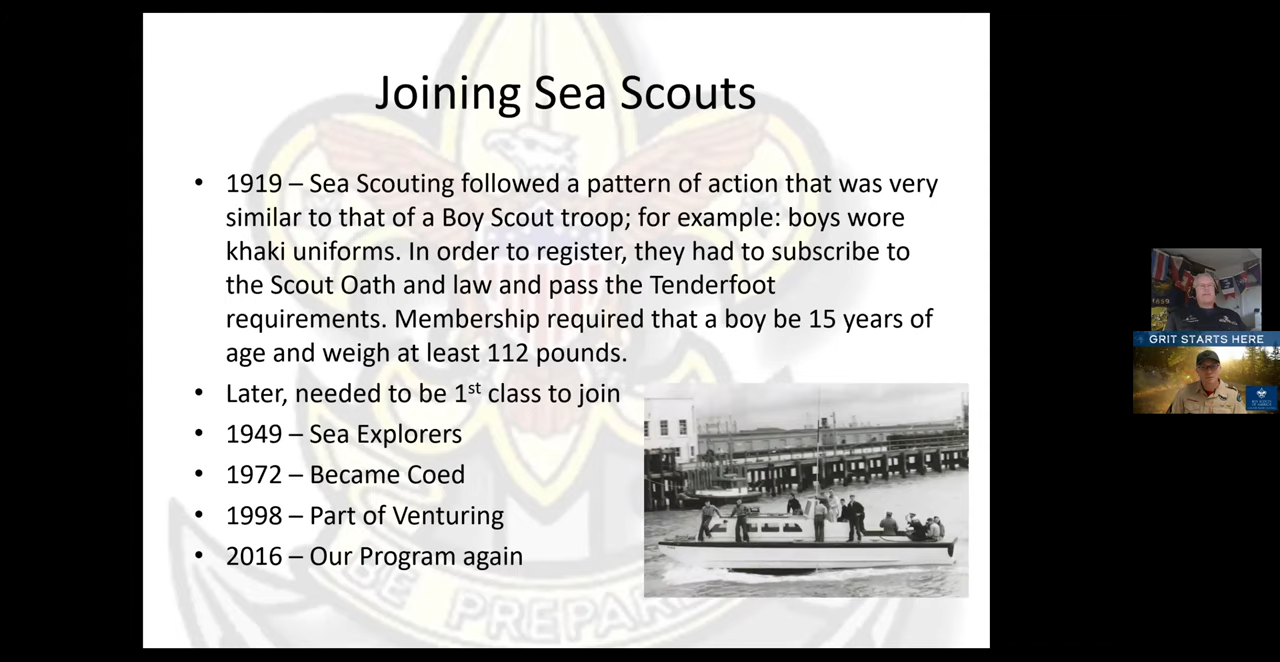 Joining Sea Scouts
• 1919 – Sea Scouting followed a pattern of action that was very
similar to that of a Boy Scout troop; for example: boys wore
khaki uniforms. In order to register, they had to subscribe to
the Scout Oath and law and pass the Tenderfoot
requirements. Membership required that a boy be 15 years of
age and weigh at least 112 pounds.
• Later, needed to be 1st class to join
• 1949 – Sea Explorers
• 1972 – Became Coed
• 1998 – Part of Venturing
• 2016 – Our Program again
BE PREPARE
GRIT STARTS HERE